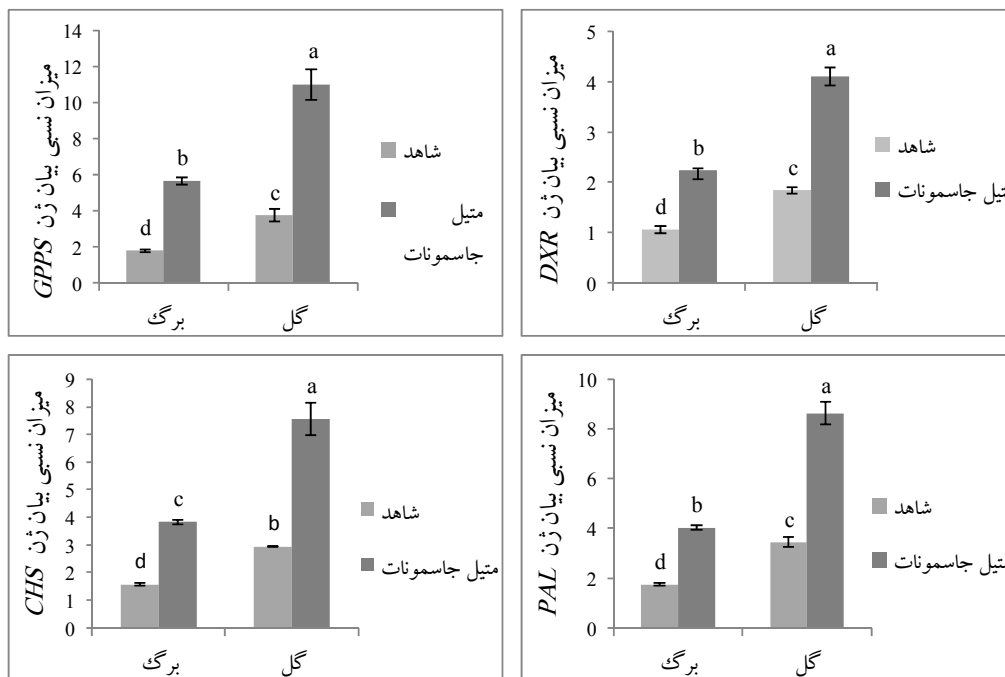 میزان نسبی بیان ژن GPPS
14
12
10
8
6
4
2
0
d
b
c
a
برگ
گل
شاهد
متیل
جاسمونات
میزان نسبی بیان ژن DXR
5
4
3
2
1
0
d
b
c
a
برگ
گل
شاهد
متیل جاسمونات
میزان نسبی بیان ژن CHS
9
8
7
6
5
4
3
2
1
0
d
c
b
a
برگ
گل
شاهد
متیل جاسمونات
میزان نسبی بیان ژن PAL
10
8
6
4
2
0
d
b
c
a
برگ
گل
شاهد
متیل جاسمونات